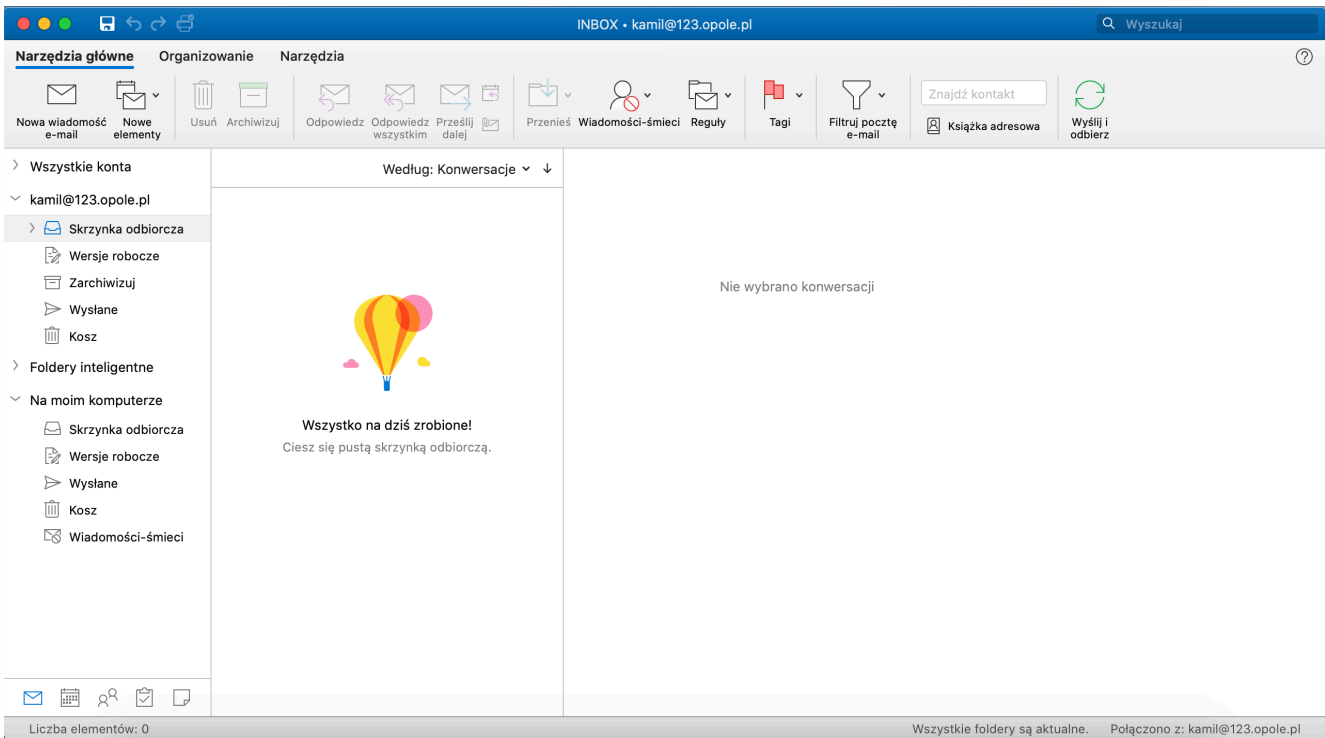 INBOX • kamil@123.opole.pl
Wyszukaj
Narzędzia główne
Organizowanie
Narzędzia
Nowa wiadomość
e-mail
Nowe
elementy
Usuń
Archiwizuj
Odpowiedz
Odpowiedz
wszystkim
Prześlij
dalej
Przenieś
Wiadomości-śmieci
Reguły
Tagi
Filtruj pocztę
e-mail
Znajdź kontakt
Książka adresowa
Wyślij i
odbierz
Wszystkie konta
kamil@123.opole.pl
Skrzynka odbiorcza
Wersje robocze
Zarchiwizuj
Wysłane
Kosz
Foldery inteligentne
Na moim komputerze
Skrzynka odbiorcza
Wersje robocze
Wysłane
Kosz
Wiadomości-śmieci
Według: Konwersacje
Wszystko na dziś zrobione!
Ciesz się pustą skrzynką odbiorczą.
Nie wybrano konwersacji
Liczba elementów: 0
Wszystkie foldery są aktualne.
Połączono z: kamil@123.opole.pl